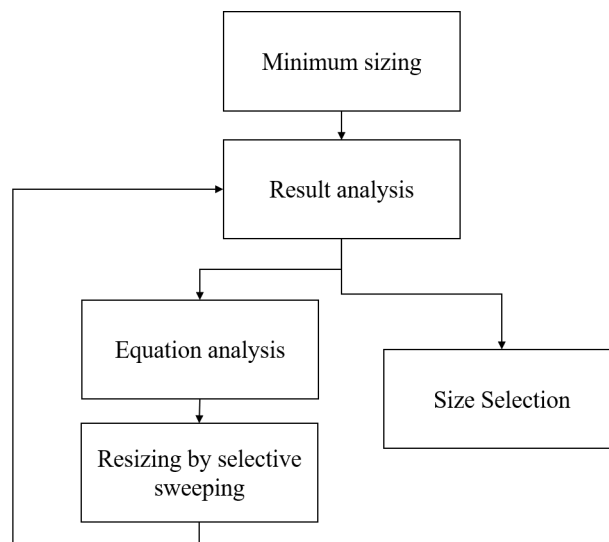 Minimum sizing
Result analysis
Equation analysis
Size Selection
Resizing by selective
sweeping